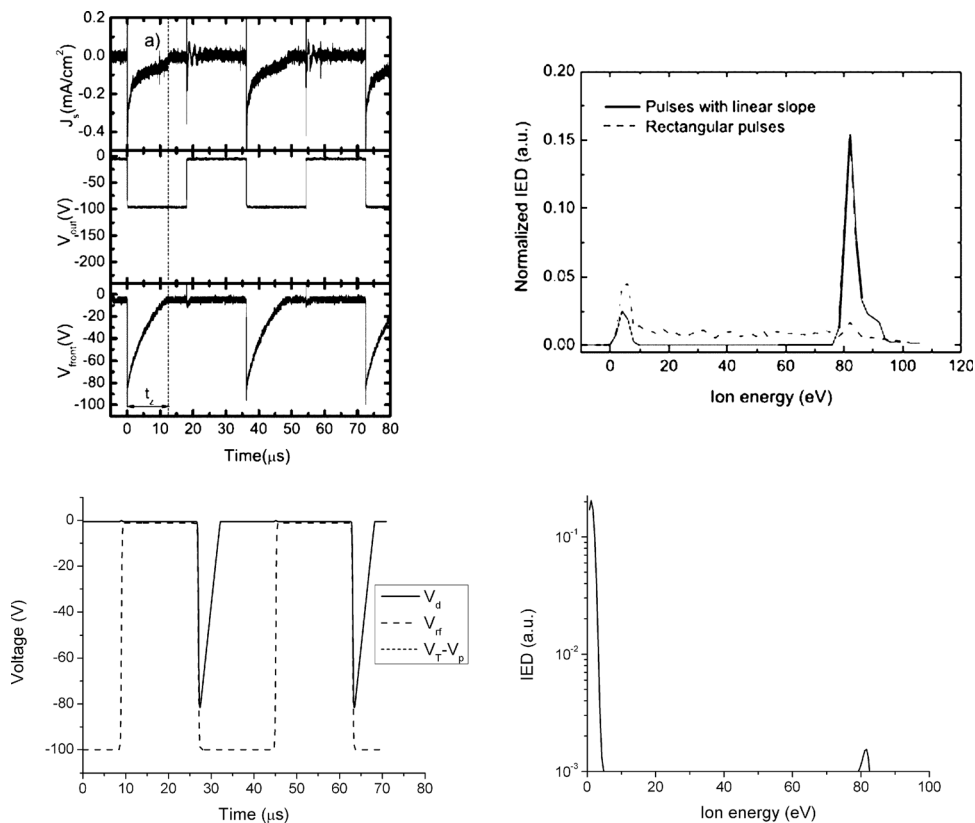 a)
0.2
0.0
-0.2
-0.4
J_s(mA/cm²)
0
-50
-100
-150
-200
V_out(V)
0
-20
-40
-60
-80
-100
V_front(V)
t_z
0 10 20 30 40 50 60 70 80
Time(μs)
0.20
0.15
0.10
0.05
0.00
Normalized IED (a.u.)
Pulses with linear slope
Rectangular pulses
0 20 40 60 80 100 120
Ion energy (eV)
0
-20
-40
-60
-80
-100
Voltage (V)
V_d
V_rf
V_T-V_p
0 10 20 30 40 50 60 70 80
Time (μs)
10⁻¹
10⁻²
10⁻³
IED (a.u.)
0 20 40 60 80 100
Ion energy (eV)